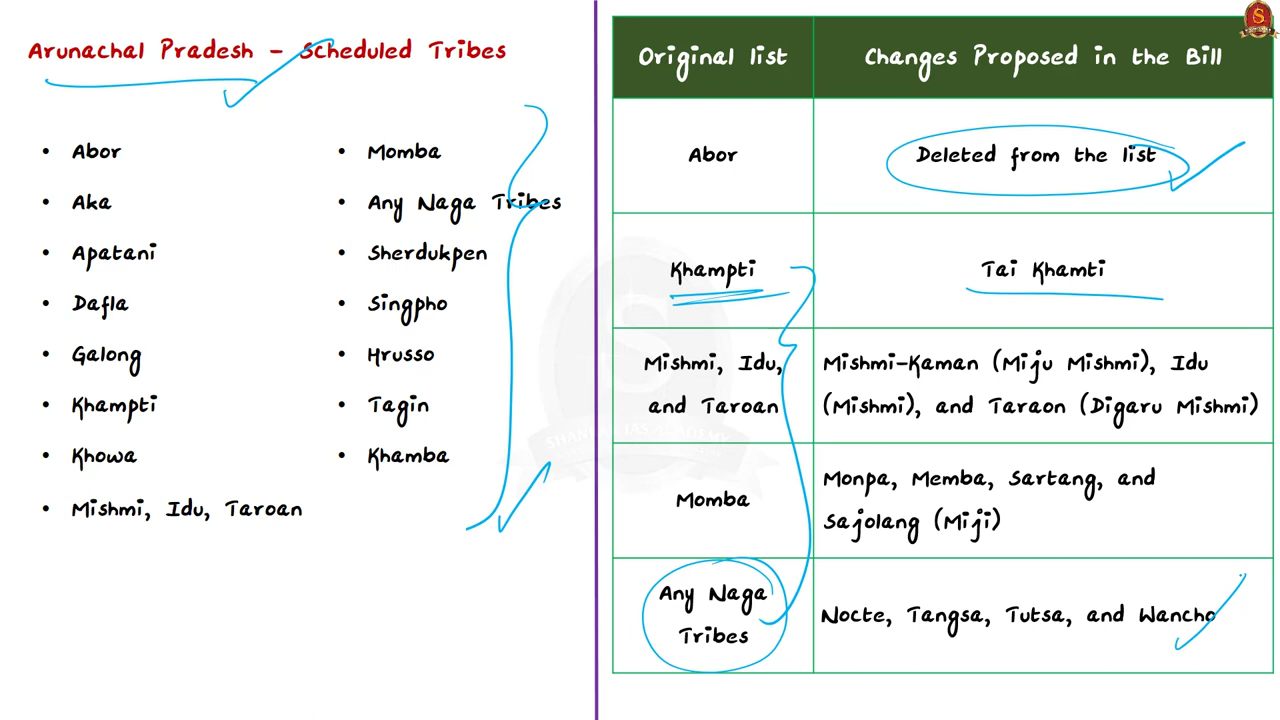 Arunachal Pradesh - Scheduled Tribes
• Abor
• Aka
• Apatani
• Dafla
• Galong
• Khampti
• Khowa
• Mishmi, Idu, Taroan
• Momba
• Any Naga Tribes
• Sherdukpen
• Singpho
• Hrusso
• Tagin
• Khamba
Original list
Changes Proposed in the Bill
Abor
Deleted from the list
Khampti
Tai Khamti
Mishmi, Idu,
and Taroan
Mishmi-Kaman (Miju Mishmi), Idu
(Mishmi), and Taraon (Digaru Mishmi)
Momba
Monpa, Memba, Sartang, and
Sajolang (Miji)
Any Naga
Tribes
Nocte, Tangsa, Tutsa, and Wancho